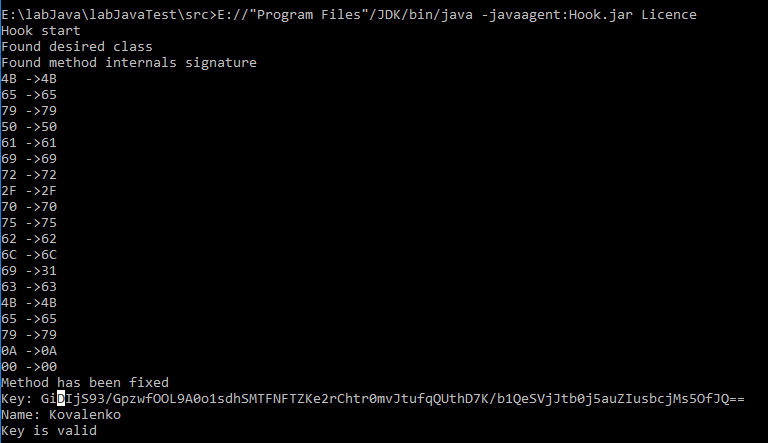 E:\labJava\labJavaTest\src>E://"Program Files"/JDK/bin/java -javaagent:Hook.jar Licence
Hook start
Found desired class
Found method internals signature
4B ->4B
65 ->65
79 ->79
50 ->50
61 ->61
69 ->69
72 ->72
2F ->2F
70 ->70
75 ->75
62 ->62
6C ->6C
69 ->31
63 ->63
4B ->4B
65 ->65
79 ->79
0A ->0A
00 ->00
Method has been fixed
Key: GiDIjS93/GpzwfOOL9A0o1sdhSMTFNFTZKe2rChtr0mvJtufqQUthD7K/b1QeSVjJtb0j5auZIusbcjMs5OfJQ==
Name: Kovalenko
Key is valid